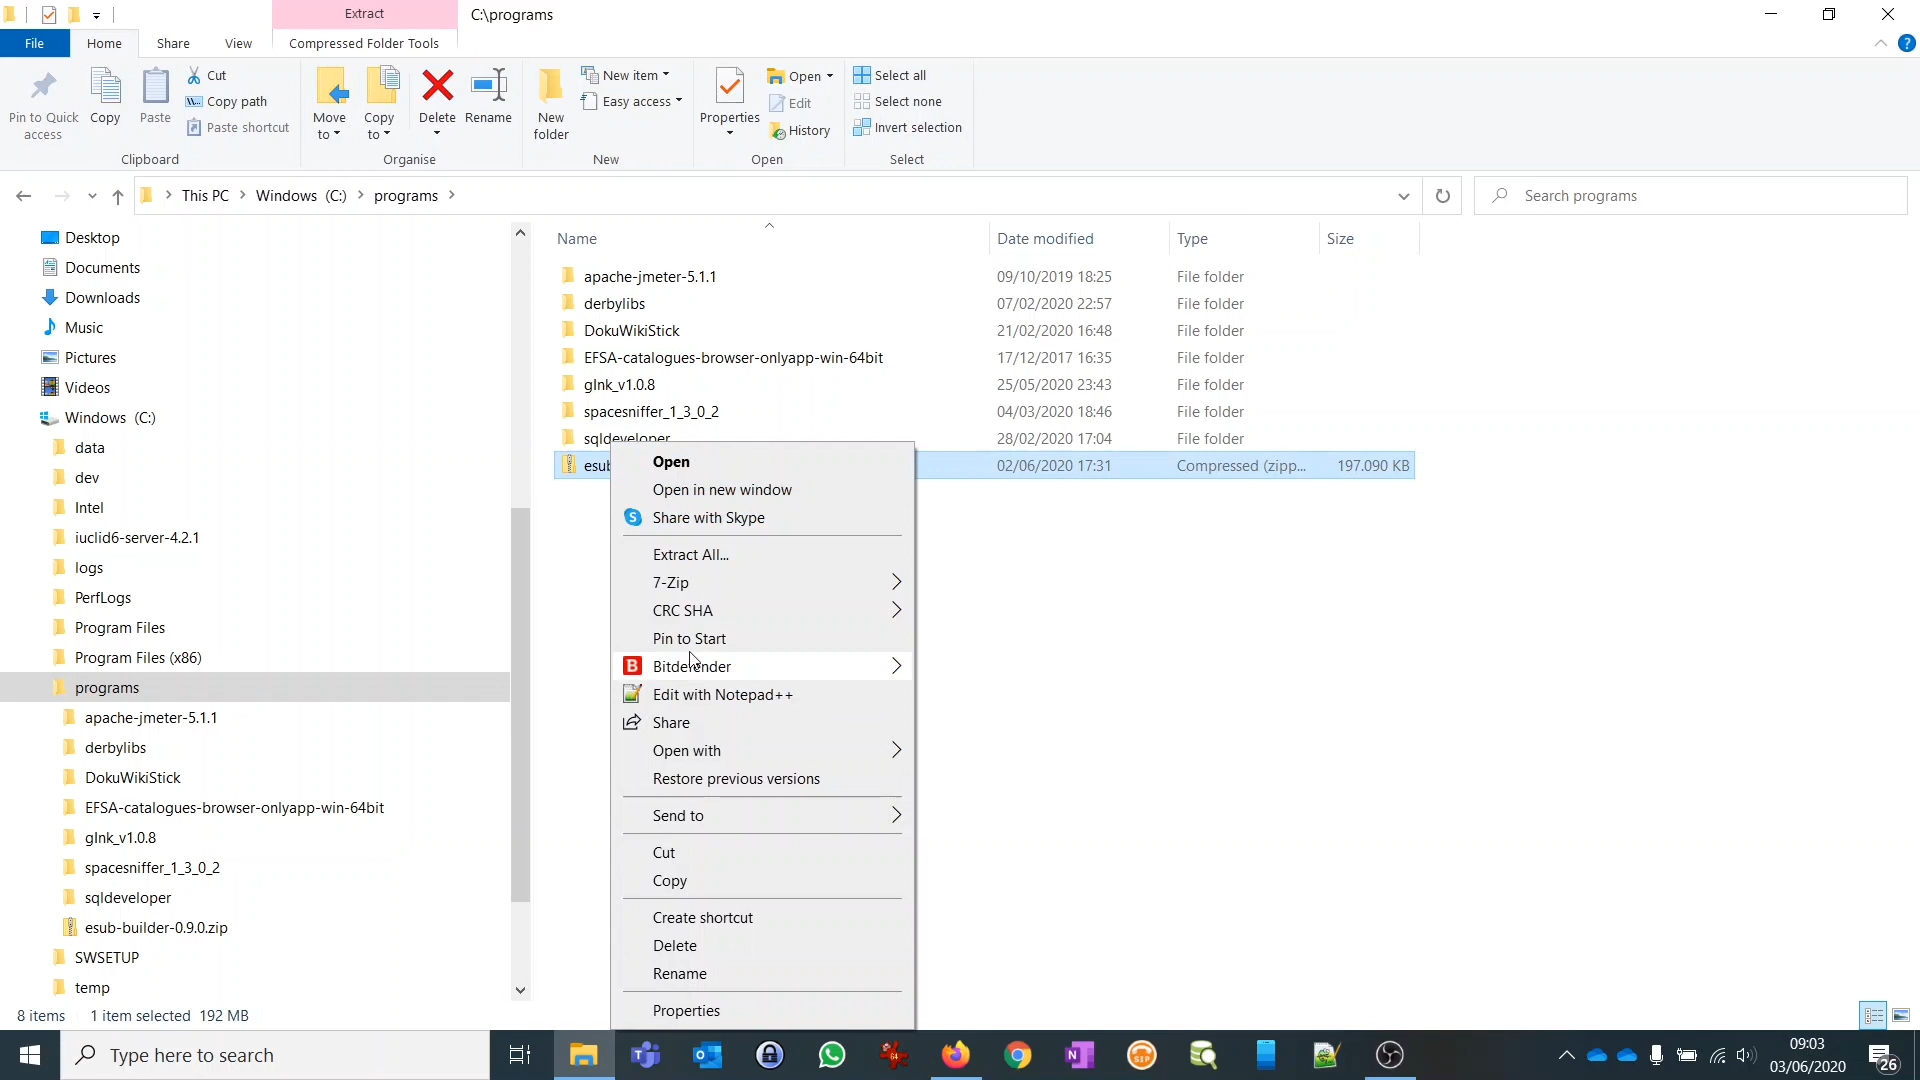 Extract
C:\programs
File
Home
Share
View
Compressed Folder Tools
Pin to Quick access
Copy
Paste
Cut
Copy path
Paste shortcut
Clipboard
Move to
Copy to
Delete
Rename
Organise
New folder
New item
Easy access
New
Properties
Open
Edit
History
Open
Select all
Select none
Invert selection
Select
This PC
Windows (C:)
programs
Search programs
Desktop
Documents
Downloads
Music
Pictures
Videos
Windows (C:)
data
dev
Intel
iuclid6-server-4.2.1
logs
PerfLogs
Program Files
Program Files (x86)
programs
apache-jmeter-5.1.1
derbylibs
DokuWikiStick
EFSA-catalogues-browser-onlyapp-win-64bit
gInk_v1.0.8
spacesniffer_1_3_0_2
sqldeveloper
esub-builder-0.9.0.zip
SWSETUP
temp
Name Date modified Type Size
apache-jmeter-5.1.1 09/10/2019 18:25 File folder
derbylibs 07/02/2020 22:57 File folder
DokuWikiStick 21/02/2020 16:48 File folder
EFSA-catalogues-browser-onlyapp-win-64bit 17/12/2017 16:35 File folder
gInk_v1.0.8 25/05/2020 23:43 File folder
spacesniffer_1_3_0_2 04/03/2020 18:46 File folder
sqldeveloper 28/02/2020 17:04 File folder
esub 02/06/2020 17:31 Compressed (zipp... 197.090 KB
Open
Open in new window
Share with Skype
Extract All...
7-Zip
CRC SHA
Pin to Start
Bitdefender
Edit with Notepad++
Share
Open with
Restore previous versions
Send to
Cut
Copy
Create shortcut
Delete
Rename
Properties
8 items 1 item selected 192 MB
Type here to search
09:03
03/06/2020
26